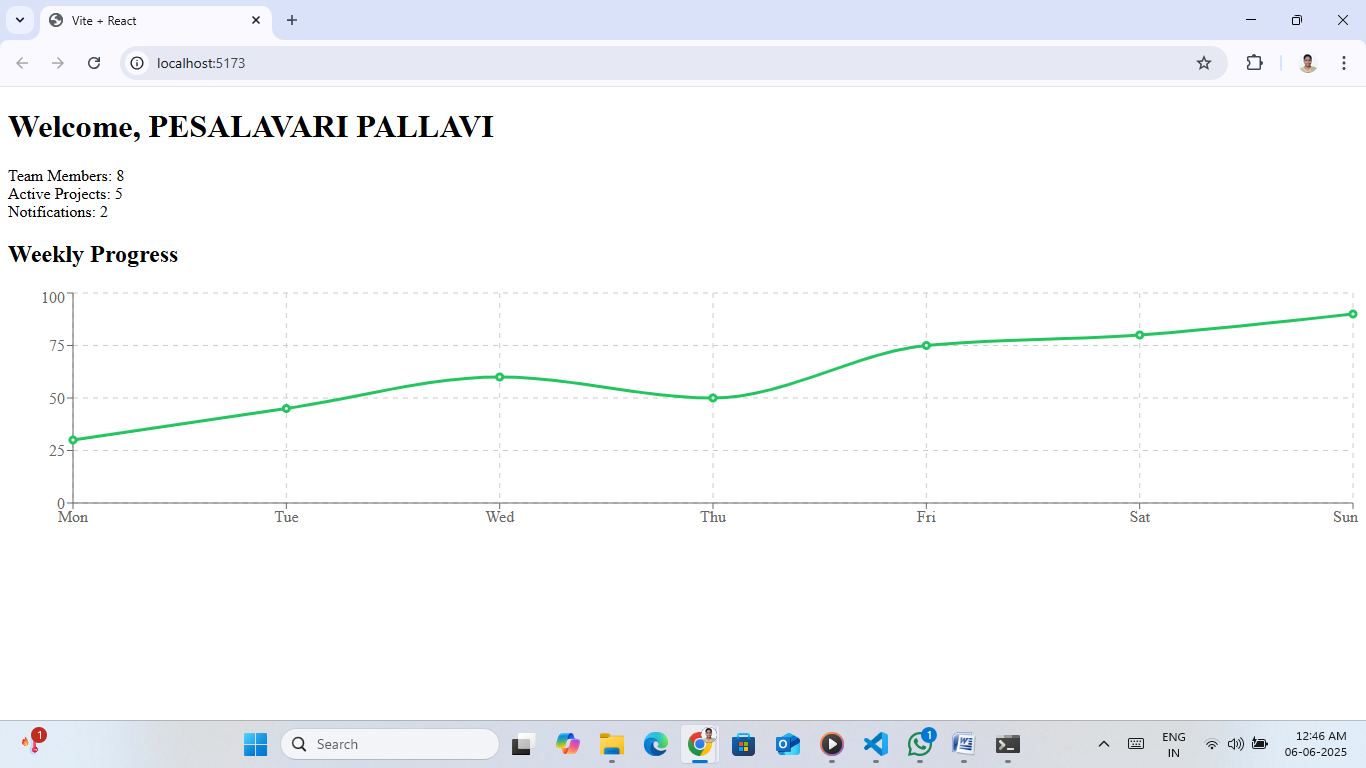 Vite + React
localhost:5173
Welcome, PESALAVARI PALLAVI
Team Members: 8
Active Projects: 5
Notifications: 2
Weekly Progress
100
75
50
25
0
Mon Tue Wed Thu Fri Sat Sun
1
Search
1
ENG
IN
12:46 AM
06-06-2025